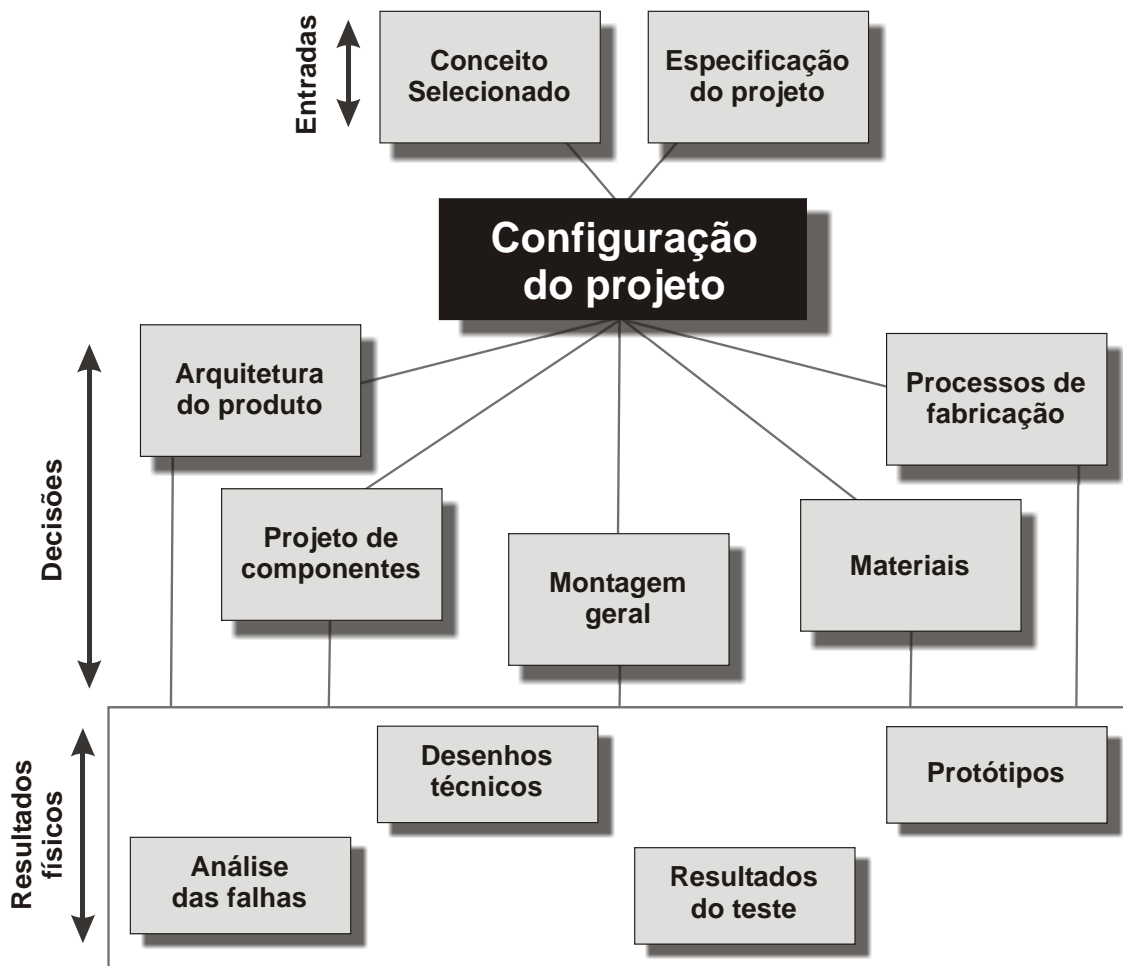 Entradas
Conceito
Selecionado
Especificação
do projeto
Configuração
do projeto
Decisões
Arquitetura
do produto
Processos de
fabricação
Projeto de
componentes
Montagem
geral
Materiais
Resultados
físicos
Desenhos
técnicos
Protótipos
Análise
das falhas
Resultados
do teste